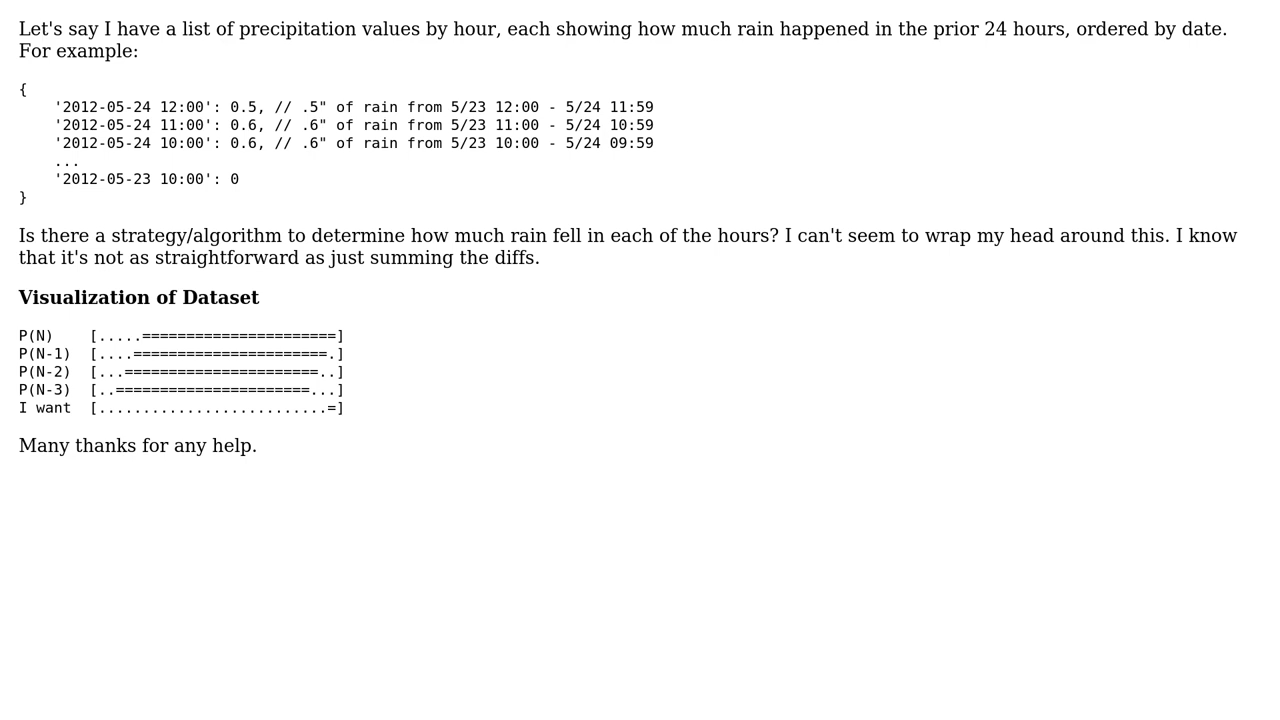 Let's say I have a list of precipitation values by hour, each showing how much rain happened in the prior 24 hours, ordered by date.
For example:
{
    '2012-05-24 12:00': 0.5, // .5" of rain from 5/23 12:00 - 5/24 11:59
    '2012-05-24 11:00': 0.6, // .6" of rain from 5/23 11:00 - 5/24 10:59
    '2012-05-24 10:00': 0.6, // .6" of rain from 5/23 10:00 - 5/24 09:59
    ...
    '2012-05-23 10:00': 0
}
Is there a strategy/algorithm to determine how much rain fell in each of the hours? I can't seem to wrap my head around this. I know
that it's not as straightforward as just summing the diffs.
Visualization of Dataset
P(N)    [.....======================]
P(N-1)  [....======================.]
P(N-2)  [...======================..]
P(N-3)  [..======================...]
I want  [..........................=]
Many thanks for any help.